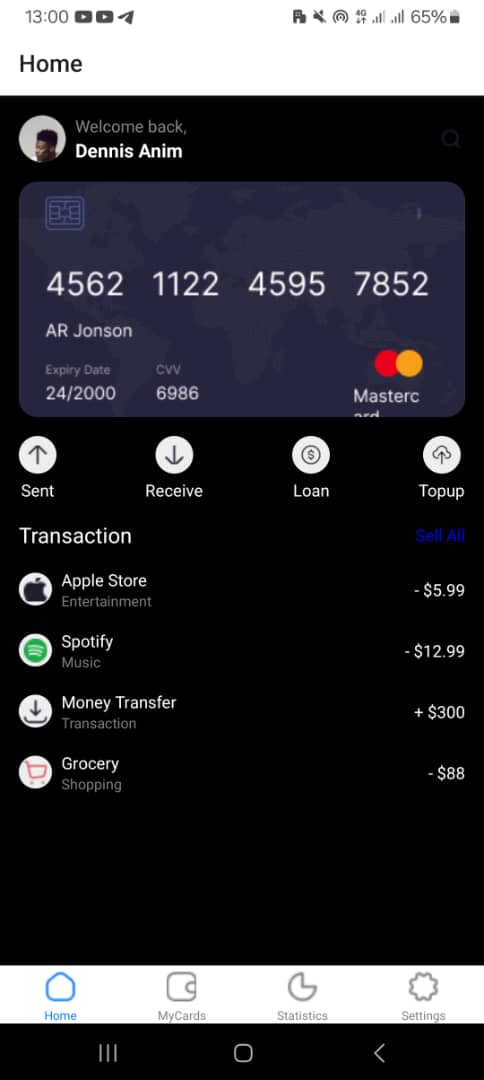 13:00 4G 65%
Home
Welcome back,
Dennis Anim
4562 1122 4595 7852
AR Jonson
Expiry Date CVV
24/2000 6986
Masterc
ard
Sent Receive Loan Topup
Transaction Sell All
Apple Store - $5.99
Entertainment
Spotify - $12.99
Music
Money Transfer + $300
Transaction
Grocery - $88
Shopping
Home MyCards Statistics Settings